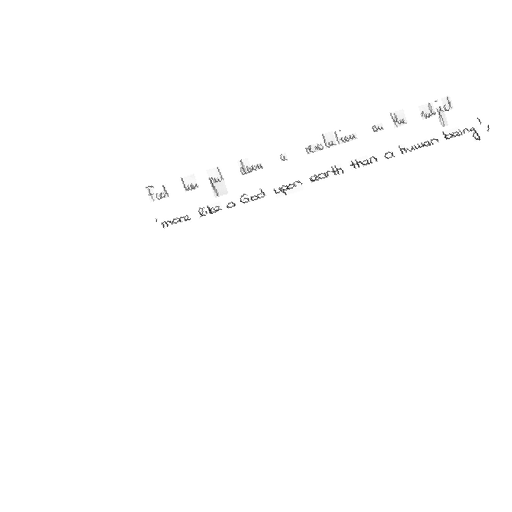 Foot has put down a resolution on the subject
'more like a God upon earth than a human being',